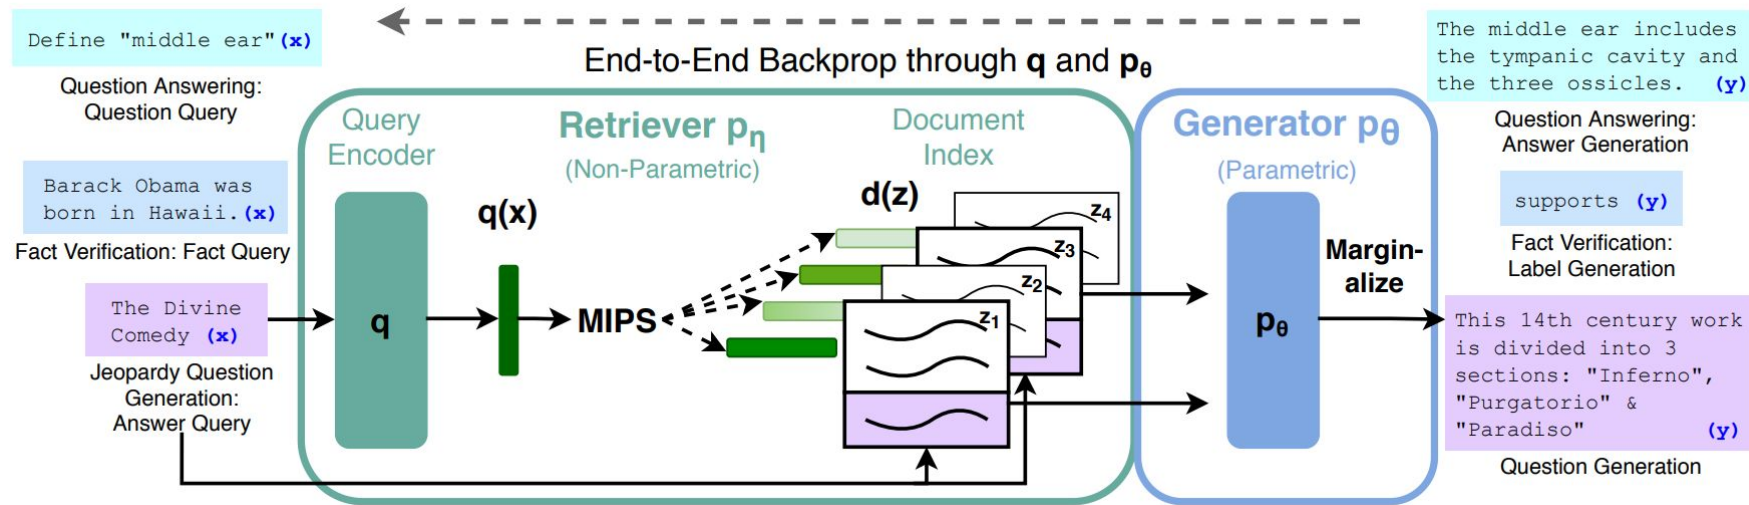 Define "middle ear"(x)
Question Answering:
Question Query
Barack Obama was
born in Hawaii.(x)
Fact Verification: Fact Query
The Divine
Comedy (x)
Jeopardy Question
Generation:
Answer Query
End-to-End Backprop through q and pθ
Query
Encoder
Retriever pη
(Non-Parametric)
Document
Index
q
q(x)
MIPS
d(z)
z4
z3
z2
z1
Generator pθ
(Parametric)
pθ
Margin-
alize
The middle ear includes
the tympanic cavity and
the three ossicles. (y)
Question Answering:
Answer Generation
supports (y)
Fact Verification:
Label Generation
This 14th century work
is divided into 3
sections: "Inferno",
"Purgatorio" &
"Paradiso" (y)
Question Generation